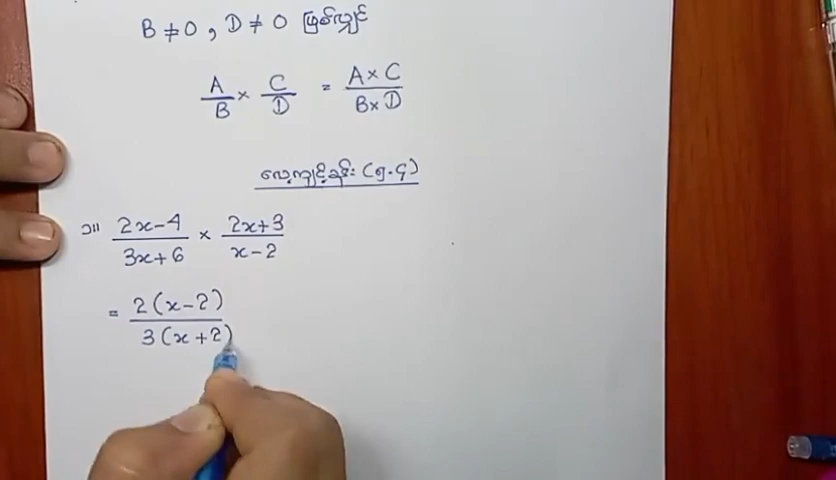 B ≠ 0 , D ≠ 0 ဖြစ်လျှင်
A/B × C/D = A × C / B × D
လေ့ကျင့်ခန်း (၅.၄)
၁။ 2x-4 / 3x+6 × 2x+3 / x-2
= 2(x-2) / 3(x+2)